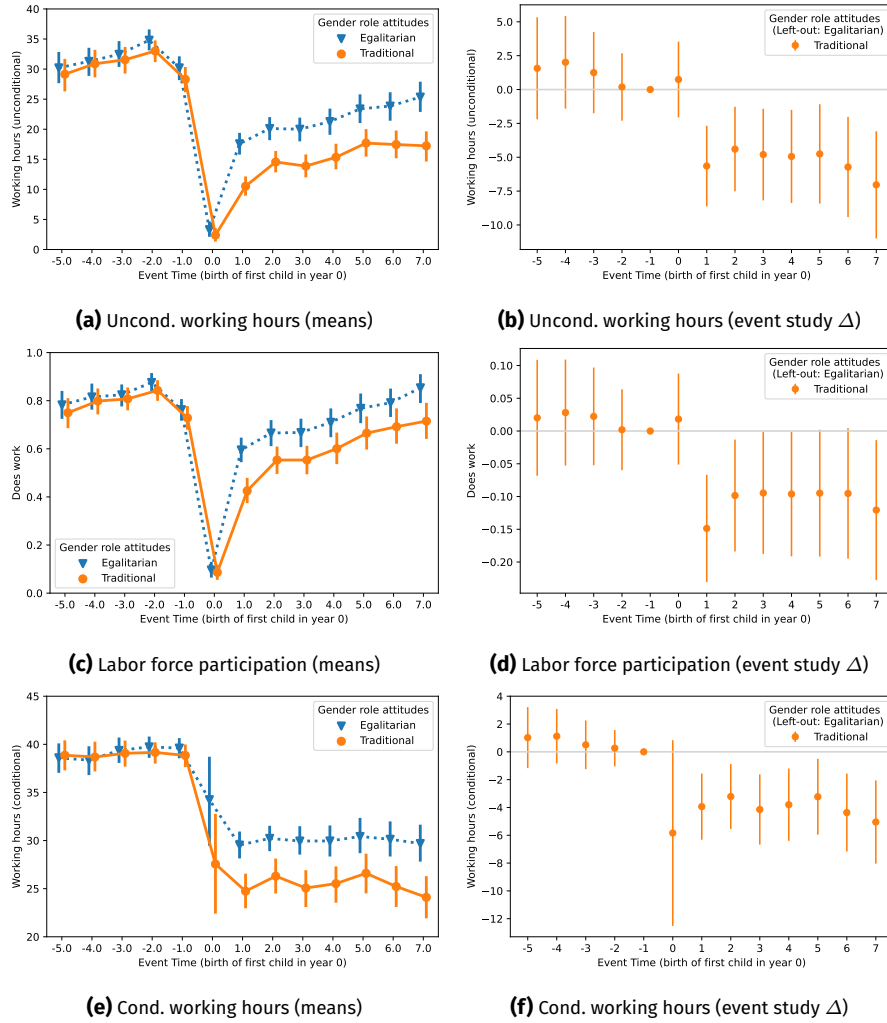 40
35
30
25
20
15
10
5
0
Working hours (unconditional)
Gender role attitudes
Egalitarian
Traditional
-5.0 -4.0 -3.0 -2.0 -1.0 0.0 1.0 2.0 3.0 4.0 5.0 6.0 7.0
Event Time (birth of first child in year 0)
(a) Uncond. working hours (means)
5.0
2.5
0.0
−2.5
−5.0
−7.5
−10.0
Working hours (unconditional)
Gender role attitudes
(Left-out: Egalitarian)
Traditional
-5 -4 -3 -2 -1 0 1 2 3 4 5 6 7
Event Time (birth of first child in year 0)
(b) Uncond. working hours (event study Δ)
1.0
0.8
0.6
0.4
0.2
0.0
Does work
Gender role attitudes
Egalitarian
Traditional
-5.0 -4.0 -3.0 -2.0 -1.0 0.0 1.0 2.0 3.0 4.0 5.0 6.0 7.0
Event Time (birth of first child in year 0)
(c) Labor force participation (means)
0.10
0.05
0.00
−0.05
−0.10
−0.15
−0.20
Does work
Gender role attitudes
(Left-out: Egalitarian)
Traditional
-5 -4 -3 -2 -1 0 1 2 3 4 5 6 7
Event Time (birth of first child in year 0)
(d) Labor force participation (event study Δ)
45
40
35
30
25
20
Working hours (conditional)
Gender role attitudes
Egalitarian
Traditional
-5.0 -4.0 -3.0 -2.0 -1.0 0.0 1.0 2.0 3.0 4.0 5.0 6.0 7.0
Event Time (birth of first child in year 0)
(e) Cond. working hours (means)
4
2
0
−2
−4
−6
−8
−10
−12
Working hours (conditional)
Gender role attitudes
(Left-out: Egalitarian)
Traditional
-5 -4 -3 -2 -1 0 1 2 3 4 5 6 7
Event Time (birth of first child in year 0)
(f) Cond. working hours (event study Δ)